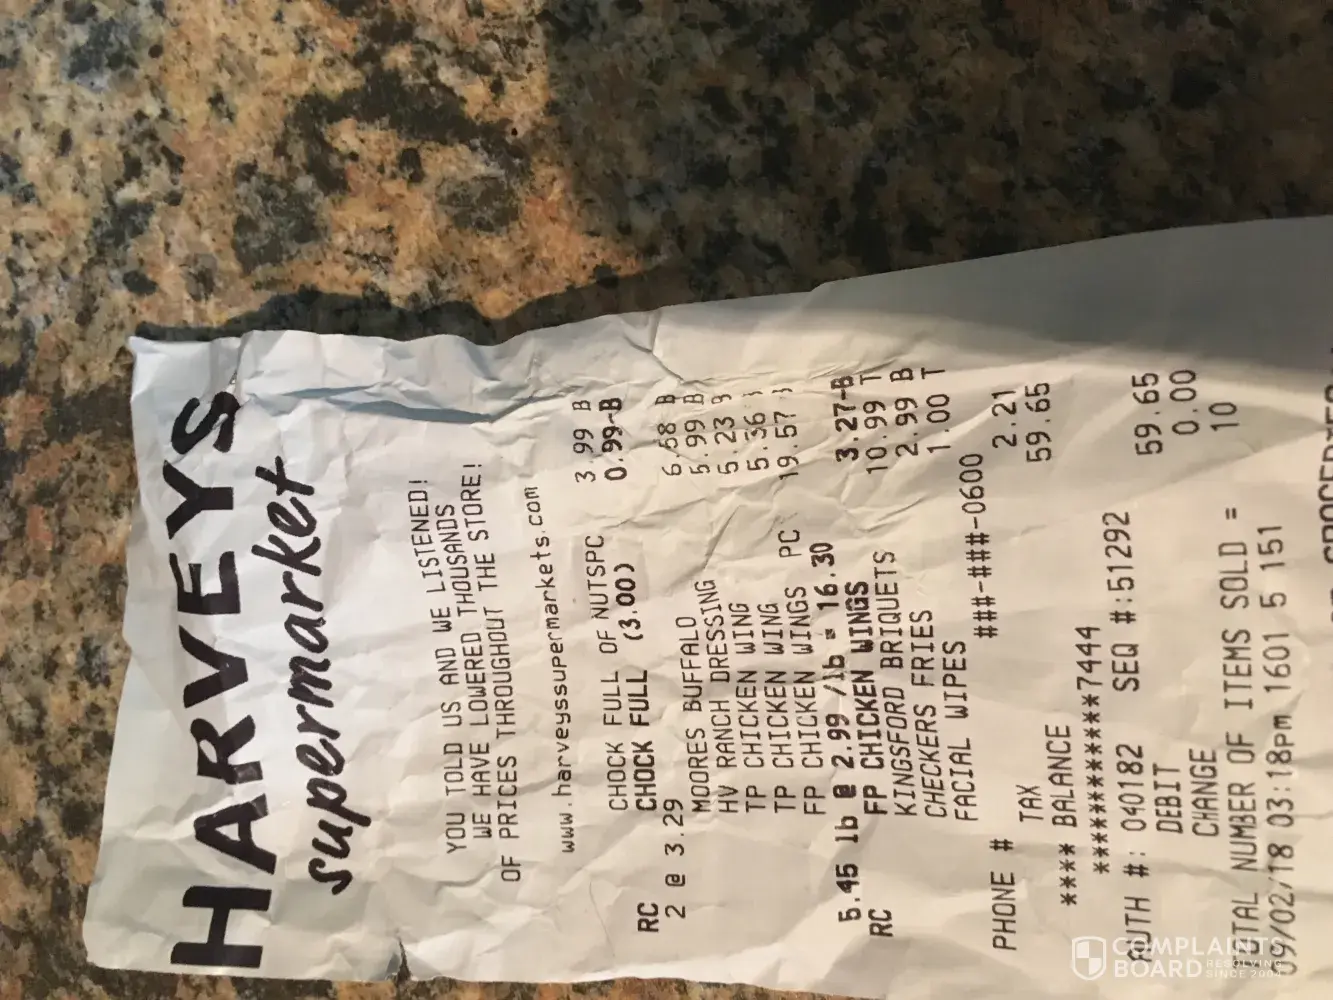 HARVEYS
supermarket
YOU TOLD US AND WE LISTENED!
WE HAVE LOWERED THOUSANDS
OF PRICES THROUGHOUT THE STORE!
www.harveyssupermarkets.com
CHOCK FULL OF NUTSPC 3.99 B
RC CHOCK FULL (3.00) 0.99-B
2 @ 3.29
MOORES BUFFALO 6.58 B
HV RANCH DRESSING 5.99 B
TP CHICKEN WING 5.23
TP CHICKEN WING 5.36
FP CHICKEN WINGS PC 19.57
5.45 lb @ 2.99 /lb = 16.30
RC FP CHICKEN WINGS 3.27-B
KINGSFORD BRIQUETS 10.99 T
CHECKERS FRIES 2.99 B
FACIAL WIPES 1.00 T
PHONE # ###-###-0600
TAX 2.21
**** BALANCE 59.65
************7444
AUTH #: 040182 SEQ #:51292
DEBIT 59.65
CHANGE 0.00
TOTAL NUMBER OF ITEMS SOLD = 10
09/02/18 03:18pm 1601 5 151
COMPLAINTS
BOARD RESOLVING
SINCE 2004